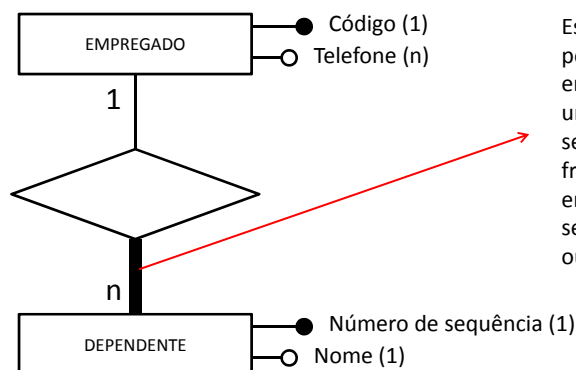 EMPREGADO
Código (1)
Telefone (n)
1
n
DEPENDENTE
Número de sequência (1)
Nome (1)